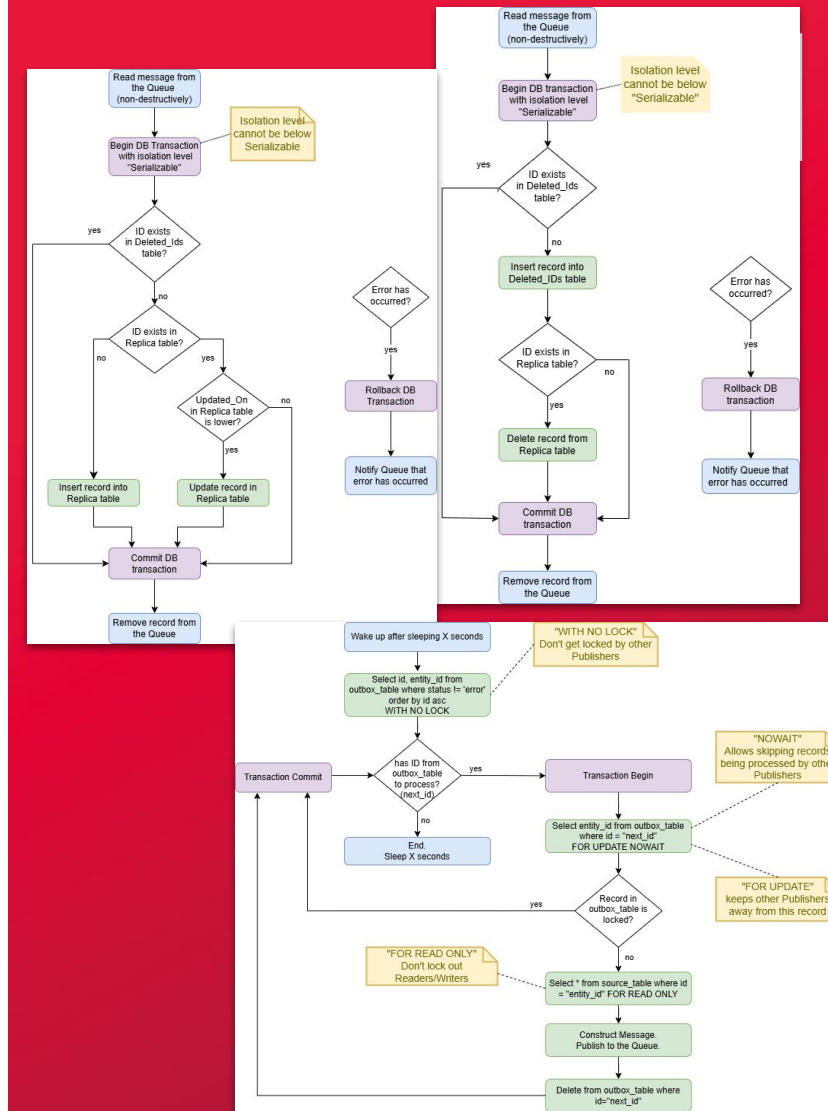 Read message from
the Queue
(non-destructively)
Isolation level
cannot be below
Serializable
Begin DB Transaction
with isolation level
"Serializable"
yes
ID exists
in Deleted_Ids
table?
no
ID exists in
Replica table?
no
yes
Updated_On
in Replica table
is lower?
no
yes
Insert record into
Replica table
Update record in
Replica table
Commit DB
transaction
Remove record from
the Queue
Error has
occurred?
yes
Rollback DB
Transaction
Notify Queue that
error has occurred
Read message from
the Queue
(non-destructively)
Isolation level
cannot be below
"Serializable"
Begin DB transaction
with isolation level
"Serializable"
yes
ID exists
in Deleted_Ids
table?
no
Insert record into
Deleted_IDs table
ID exists in
Replica table?
no
yes
Delete record from
Replica table
Commit DB
transaction
Remove record from
the Queue
Error has
occurred?
yes
Rollback DB
transaction
Notify Queue that
error has occurred
Wake up after sleeping X seconds
"WITH NO LOCK"
Don't get locked by other
Publishers
Select id, entity_id from
outbox_table where status != 'error'
order by id asc
WITH NO LOCK
Transaction Commit
has ID from
outbox_table
to process?
(next_id)
yes
Transaction Begin
"NOWAIT"
Allows skipping records
being processed by other
Publishers
no
End.
Sleep X seconds
Select entity_id from outbox_table
where id = "next_id"
FOR UPDATE NOWAIT
"FOR UPDATE"
keeps other Publishers
away from this record
yes
Record in
outbox_table is
locked?
no
"FOR READ ONLY"
Don't lock out
Readers/Writers
Select * from source_table where id
= "entity_id" FOR READ ONLY
Construct Message.
Publish to the Queue.
Delete from outbox_table where
id="next_id"